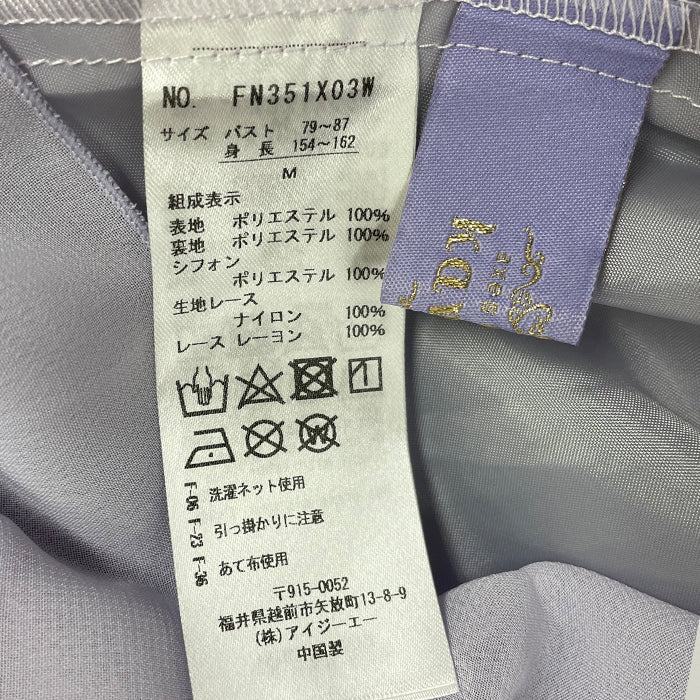 NO. FN351X03W
サイズ バスト 79~87
身長 154~162
M
組成表示
表地 ポリエステル 100%
裏地 ポリエステル 100%
シフォン
ポリエステル 100%
生地レース
ナイロン 100%
レース レーヨン 100%
F-06 洗濯ネット使用
F-23 引っ掛かりに注意
F-36 あて布使用
〒915-0052
福井県越前市矢放町13-8-9
(株)アイジーエー
中国製